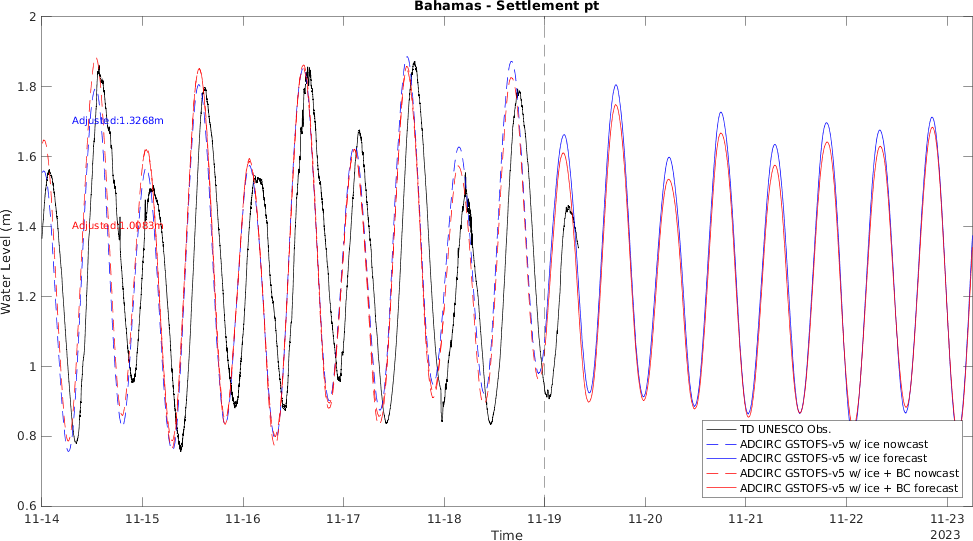 Bahamas - Settlement pt
2
1.8
1.6
1.4
1.2
1
0.8
0.6
Water Level (m)
Adjusted:1.3268m
Adjusted:1.0083m
TD UNESCO Obs.
ADCIRC GSTOFS-v5 w/ ice nowcast
ADCIRC GSTOFS-v5 w/ ice forecast
ADCIRC GSTOFS-v5 w/ ice + BC nowcast
ADCIRC GSTOFS-v5 w/ ice + BC forecast
11-14 11-15 11-16 11-17 11-18 11-19 11-20 11-21 11-22 11-23
2023
Time